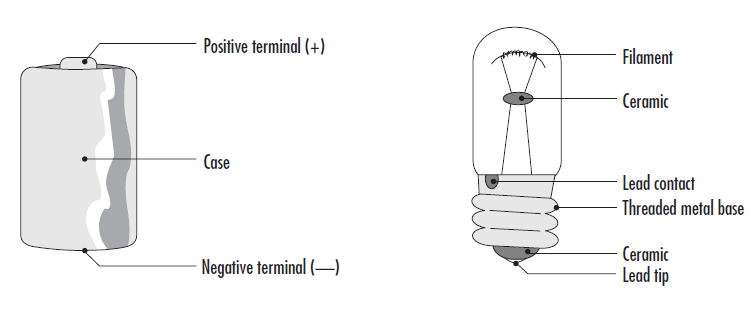 Positive terminal (+)
Case
Negative terminal (—)
Filament
Ceramic
Lead contact
Threaded metal base
Ceramic
Lead tip